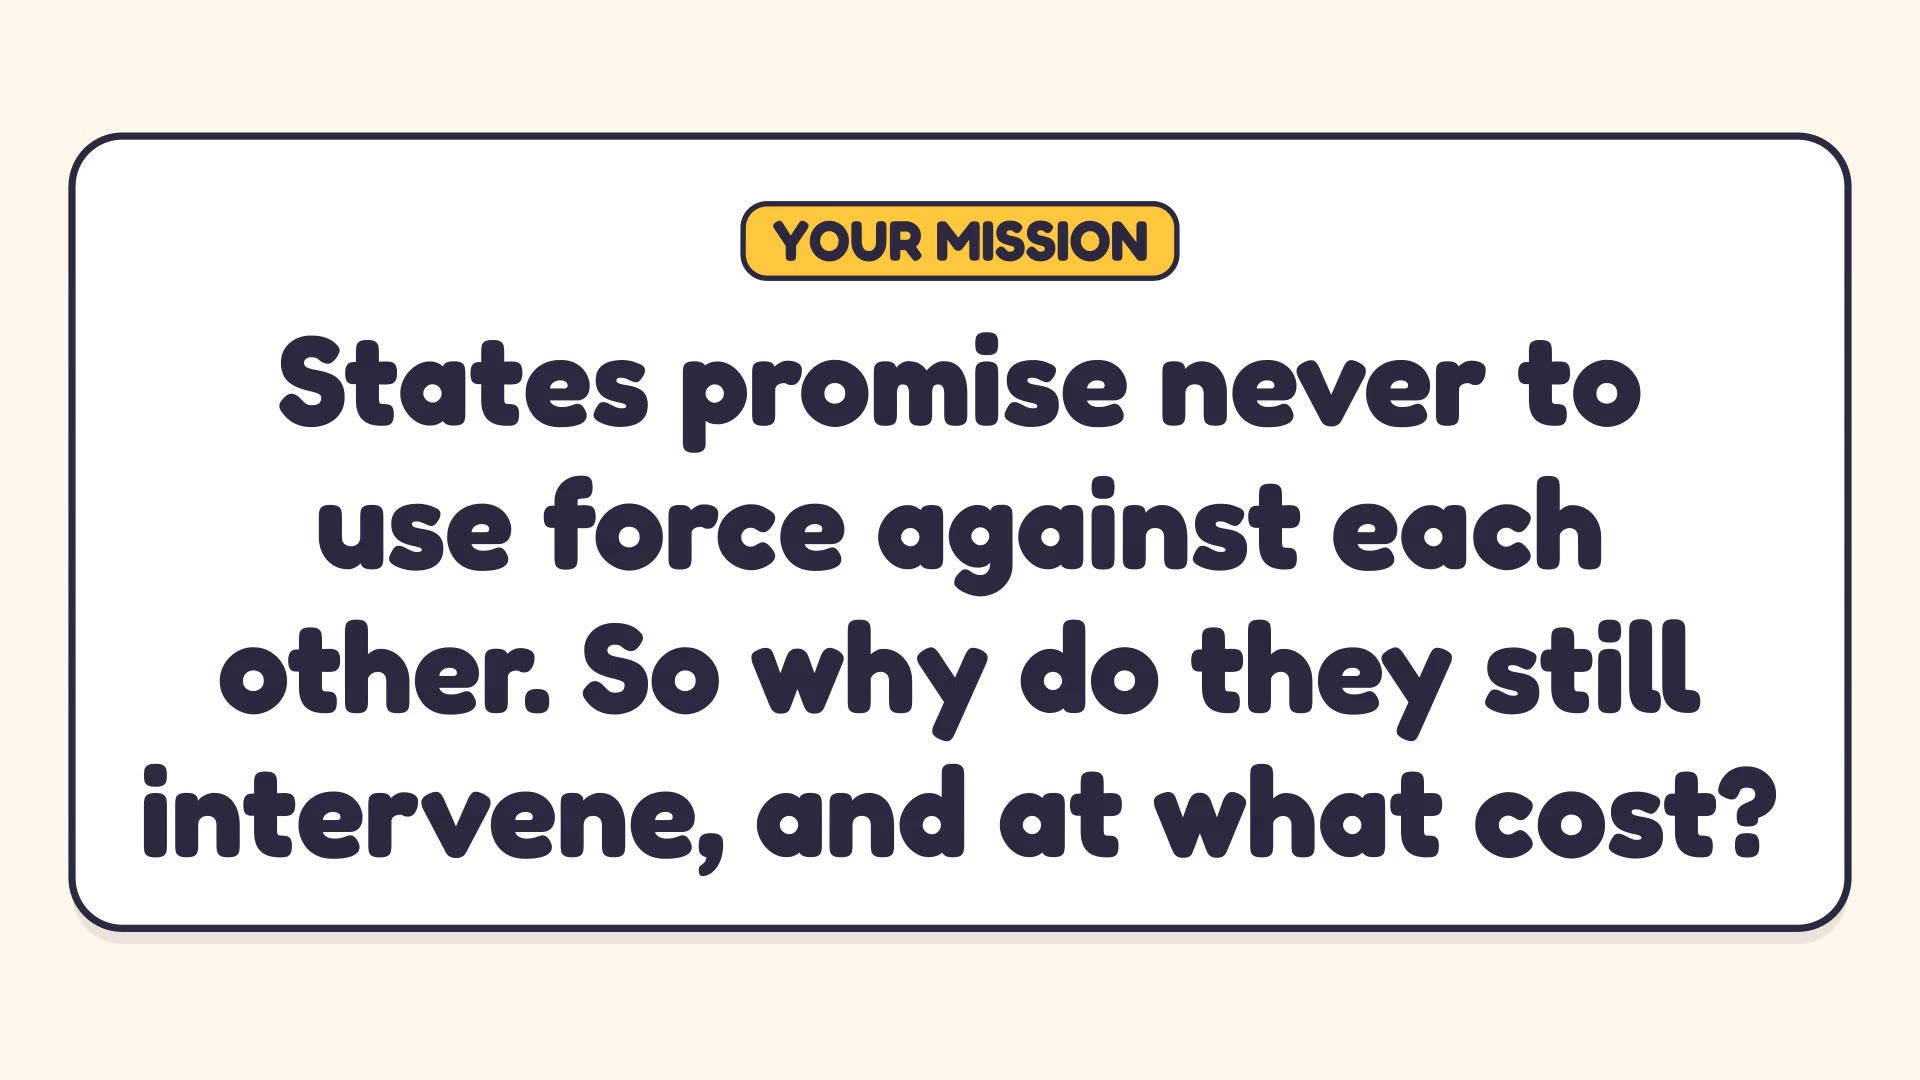 YOUR MISSION
States promise never to
use force against each
other. So why do they still
intervene, and at what cost?